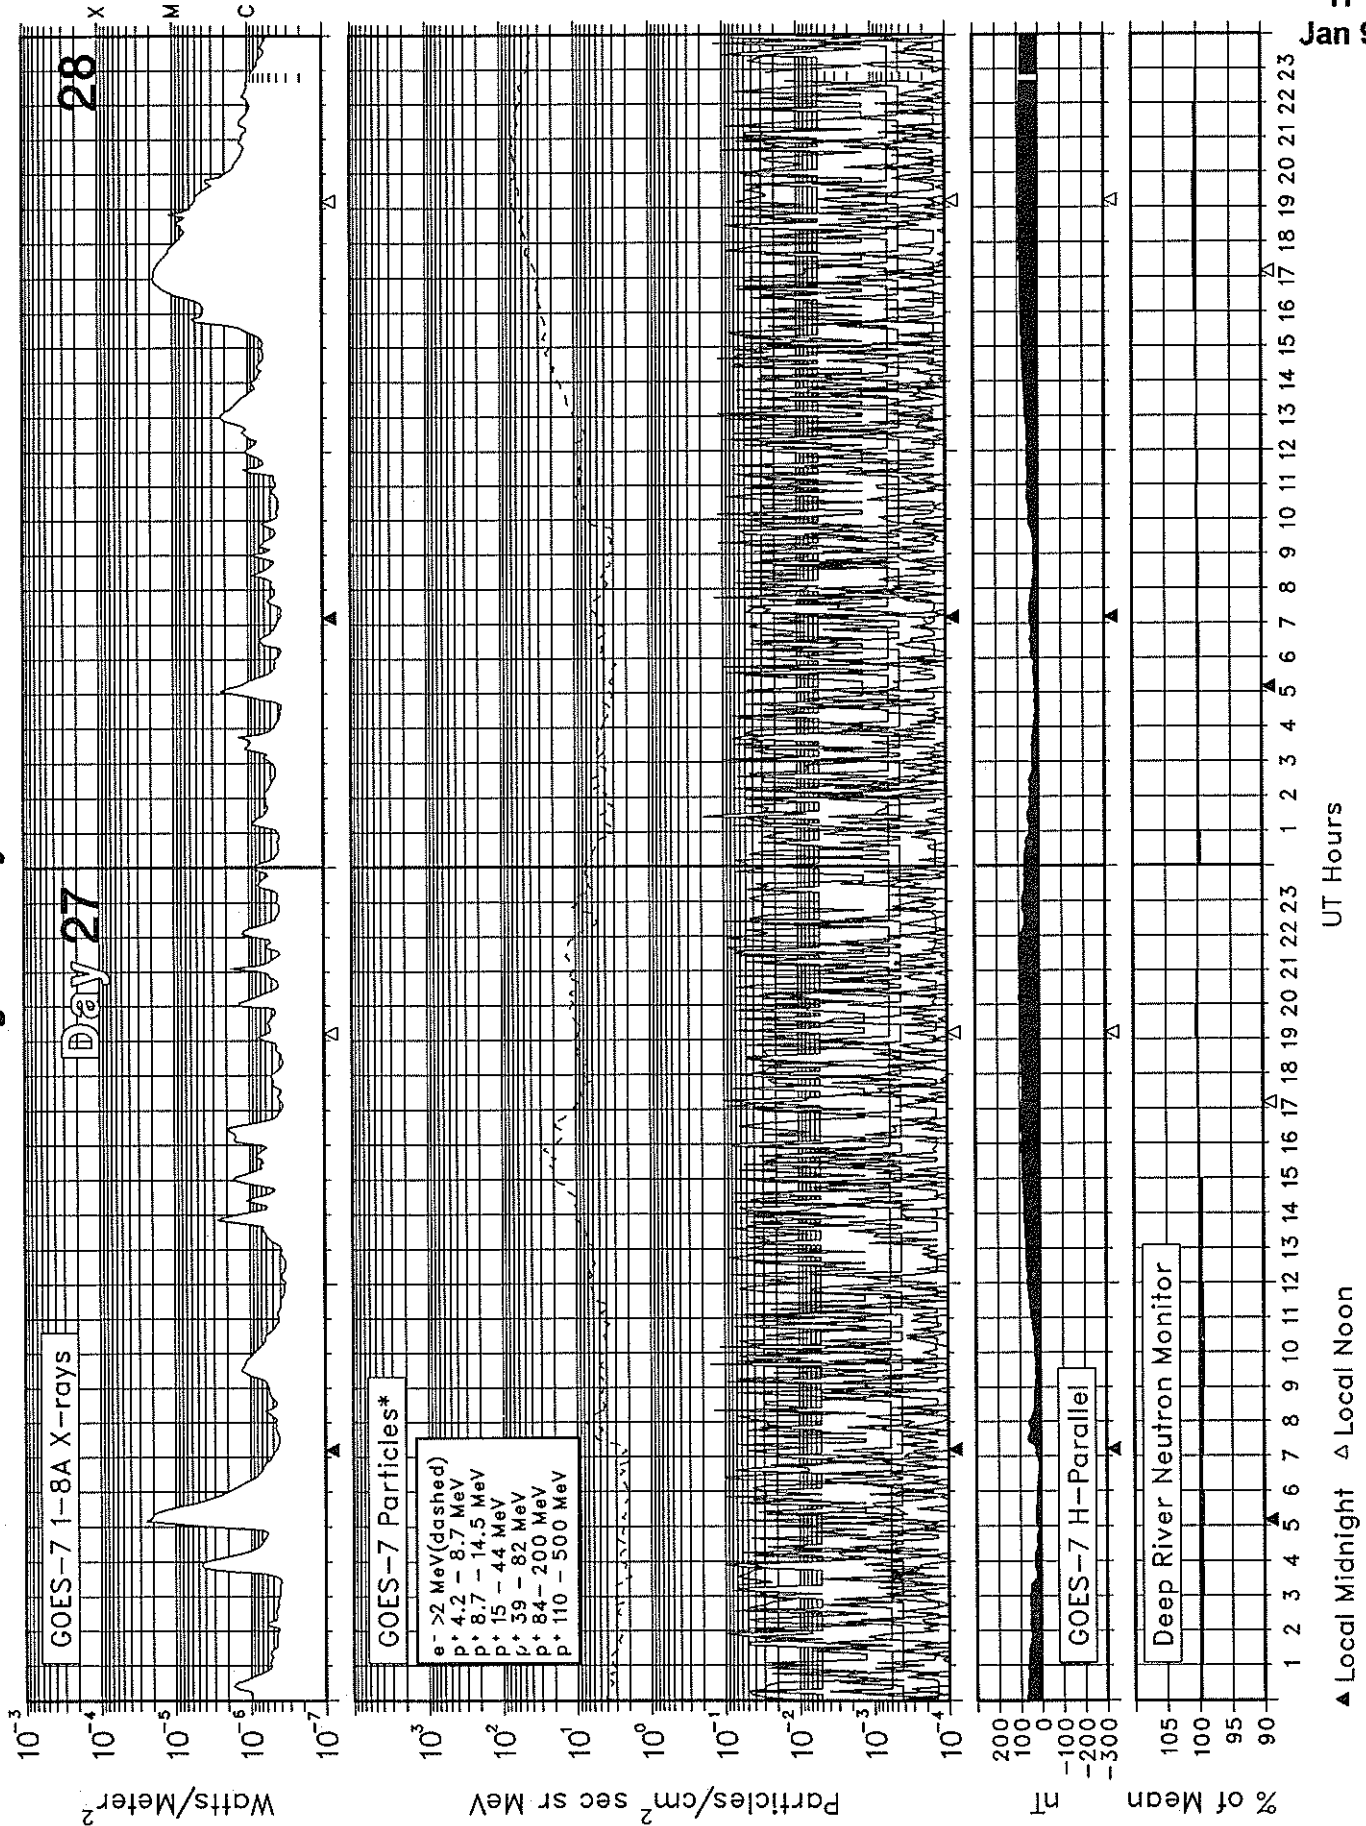 Jan 9
X
M
C
Day 27
28
GOES-7 1-8A X-rays
10⁻³
10⁻⁴
10⁻⁵
10⁻⁶
10⁻⁷
Watts/Meter²
GOES-7 Particles*
e⁻ >2 MeV(dashed)
p⁺ 4.2 - 8.7 MeV
p⁺ 8.7 - 14.5 MeV
p⁺ 15 - 44 MeV
p⁺ 39 - 82 MeV
p⁺ 84 - 200 MeV
p⁺ 110 - 500 MeV
10³
10²
10¹
10⁰
10⁻¹
10⁻²
10⁻³
10⁻⁴
Particles/cm² sec sr MeV
GOES-7 H-Parallel
200
100
0
-100
-200
-300
nT
Deep River Neutron Monitor
105
100
95
90
% of Mean
1 2 3 4 5 6 7 8 9 10 11 12 13 14 15 16 17 18 19 20 21 22 23 1 2 3 4 5 6 7 8 9 10 11 12 13 14 15 16 17 18 19 20 21 22 23
UT Hours
▲ Local Midnight △ Local Noon